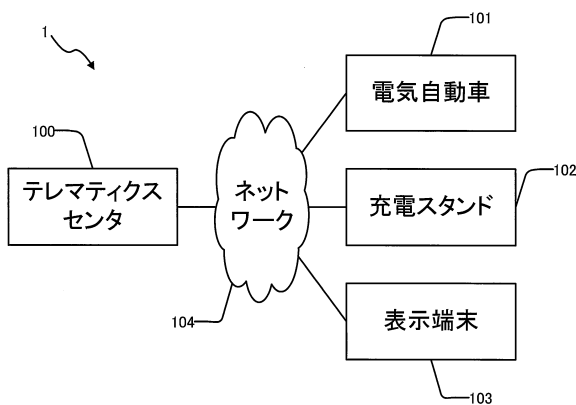 1
101
電気自動車
100
テレマティクス
センタ
ネット
ワーク
102
充電スタンド
104
表示端末
103